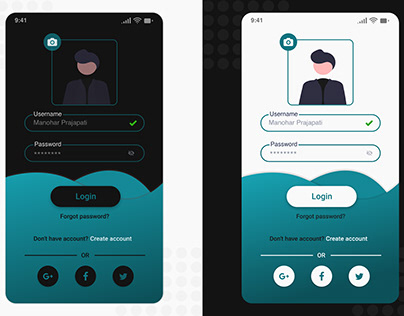 9:41
Username
Manohar Prajapati
Password
********
Login
Forgot password?
Don't have account? Create account
OR
G+ f
9:41
Username
Manohar Prajapati
Password
********
Login
Forgot password?
Don't have account? Create account
OR
G+ f